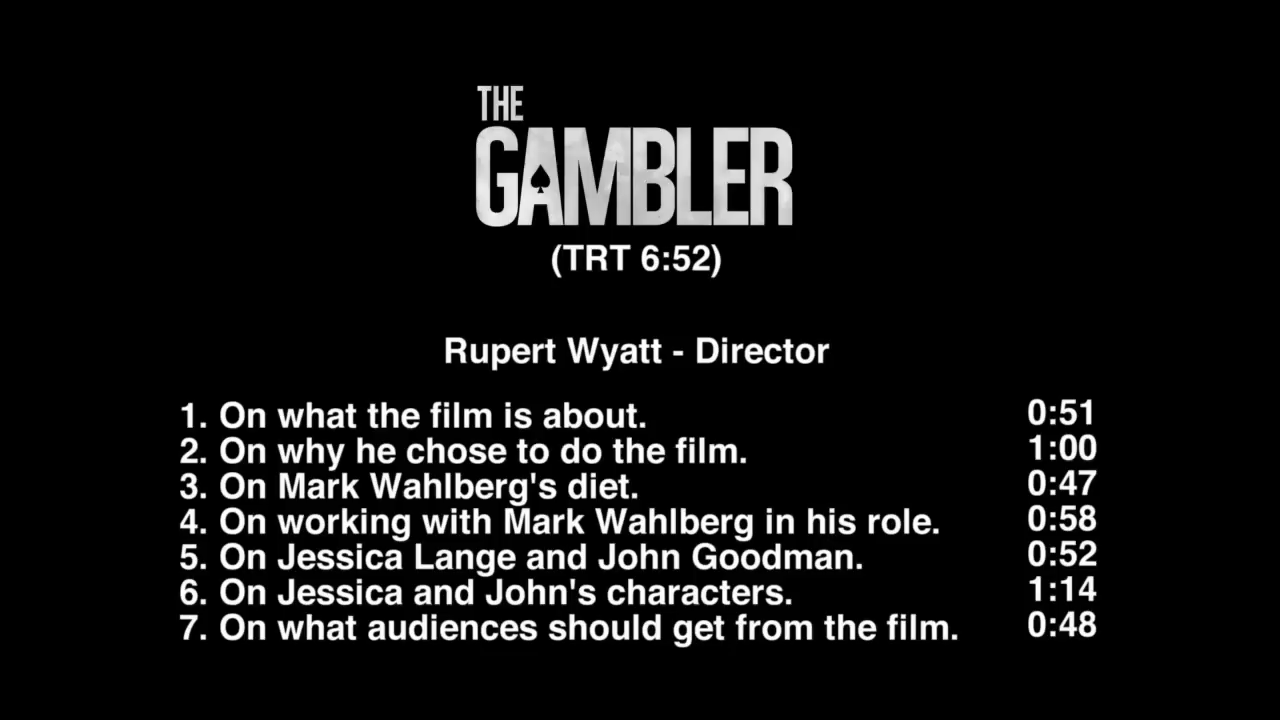 THE
GAMBLER
(TRT 6:52)
Rupert Wyatt - Director
1. On what the film is about. 0:51
2. On why he chose to do the film. 1:00
3. On Mark Wahlberg's diet. 0:47
4. On working with Mark Wahlberg in his role. 0:58
5. On Jessica Lange and John Goodman. 0:52
6. On Jessica and John's characters. 1:14
7. On what audiences should get from the film. 0:48